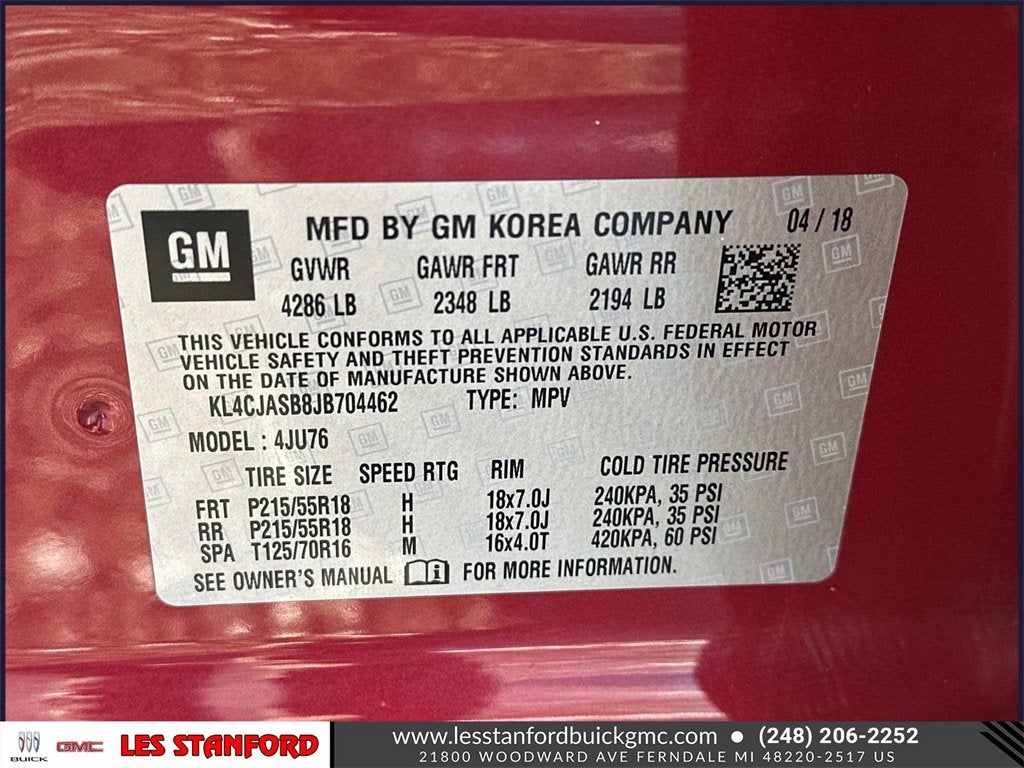 GM
MFD BY GM KOREA COMPANY 04 / 18
GVWR GAWR FRT GAWR RR
4286 LB 2348 LB 2194 LB
THIS VEHICLE CONFORMS TO ALL APPLICABLE U.S. FEDERAL MOTOR
VEHICLE SAFETY AND THEFT PREVENTION STANDARDS IN EFFECT
ON THE DATE OF MANUFACTURE SHOWN ABOVE.
KL4CJASB8JB704462 TYPE: MPV
MODEL : 4JU76
TIRE SIZE SPEED RTG RIM COLD TIRE PRESSURE
FRT P215/55R18 H 18x7.0J 240KPA, 35 PSI
RR P215/55R18 H 18x7.0J 240KPA, 35 PSI
SPA T125/70R16 M 16x4.0T 420KPA, 60 PSI
SEE OWNER'S MANUAL FOR MORE INFORMATION.
BUICK GMC LES STANFORD
www.lesstanfordbuickgmc.com ● (248) 206-2252
21800 WOODWARD AVE FERNDALE MI 48220-2517 US